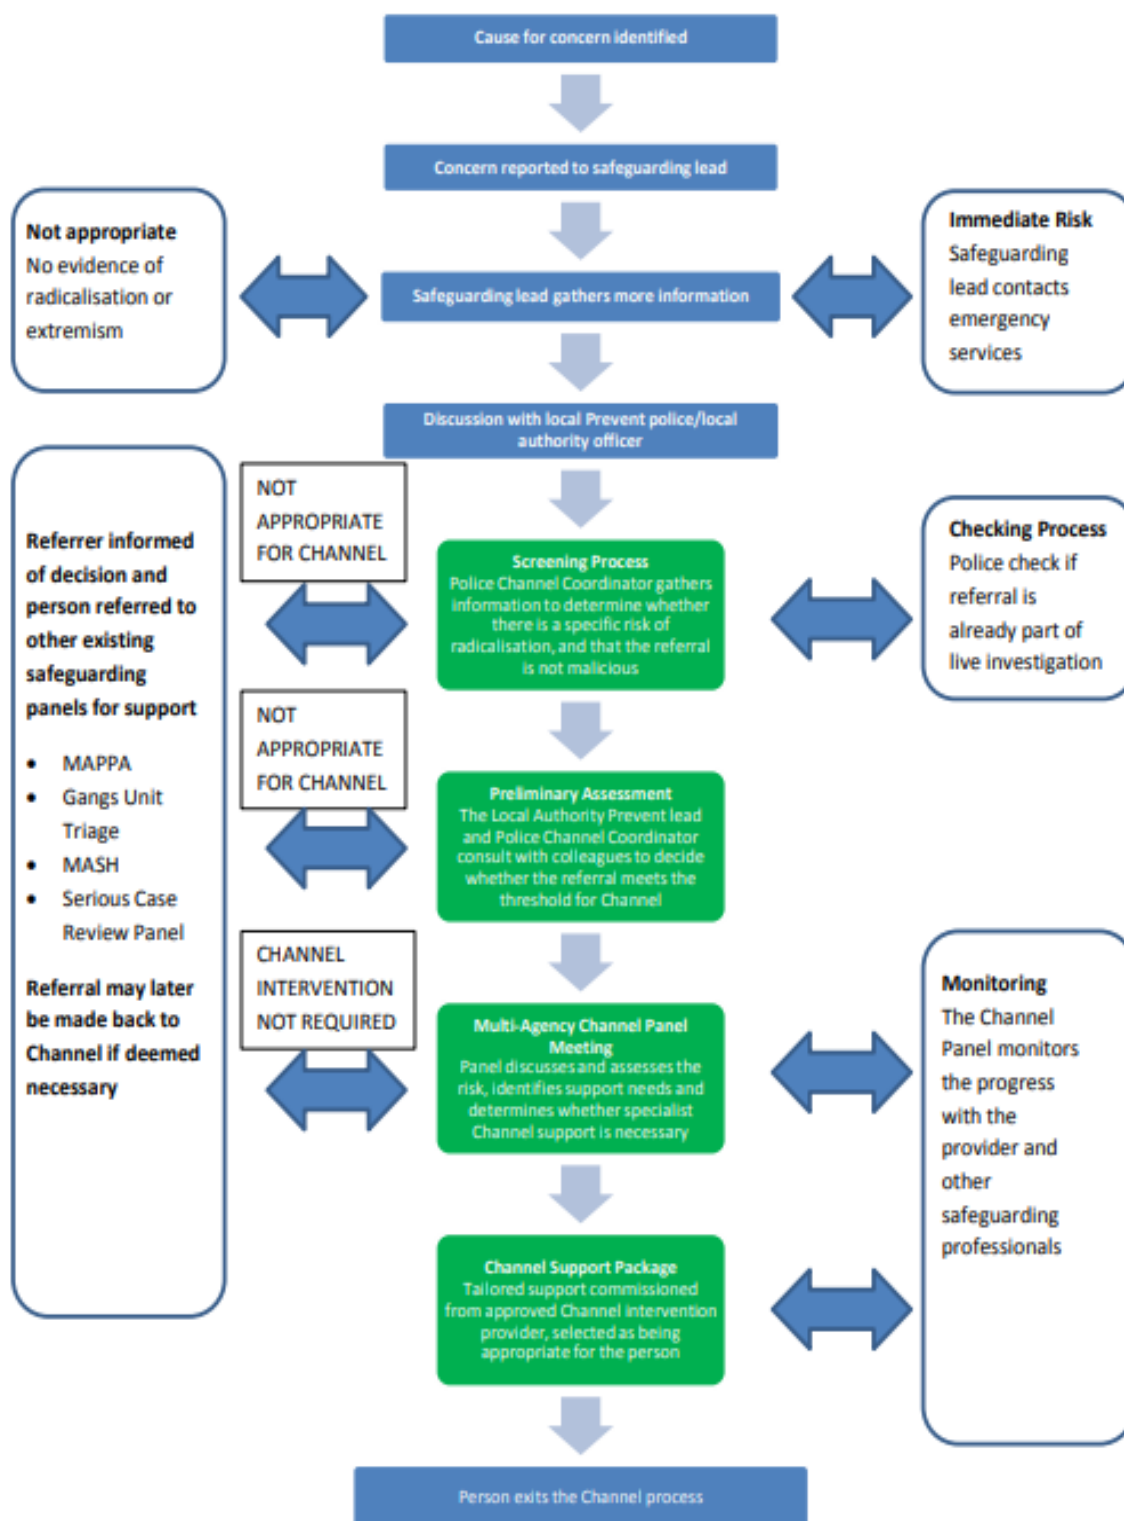 Cause for concern identified
Concern reported to safeguarding lead
Not appropriate
No evidence of
radicalisation or
extremism
Safeguarding lead gathers more information
Immediate Risk
Safeguarding
lead contacts
emergency
services
Discussion with local Prevent police/local
authority officer
Referrer informed
of decision and
person referred to
other existing
safeguarding
panels for support
• MAPPA
• Gangs Unit
Triage
• MASH
• Serious Case
Review Panel
Referral may later
be made back to
Channel if deemed
necessary
NOT
APPROPRIATE
FOR CHANNEL
Screening Process
Police Channel Coordinator gathers
information to determine whether
there is a specific risk of
radicalisation, and that the referral
is not malicious
Checking Process
Police check if
referral is
already part of
live investigation
NOT
APPROPRIATE
FOR CHANNEL
Preliminary Assessment
The Local Authority Prevent lead
and Police Channel Coordinator
consult with colleagues to decide
whether the referral meets the
threshold for Channel
CHANNEL
INTERVENTION
NOT REQUIRED
Multi-Agency Channel Panel
Meeting
Panel discusses and assesses the
risk, identifies support needs and
determines whether specialist
Channel support is necessary
Monitoring
The Channel
Panel monitors
the progress
with the
provider and
other
safeguarding
professionals
Channel Support Package
Tailored support commissioned
from approved Channel intervention
provider, selected as being
appropriate for the person
Person exits the Channel process